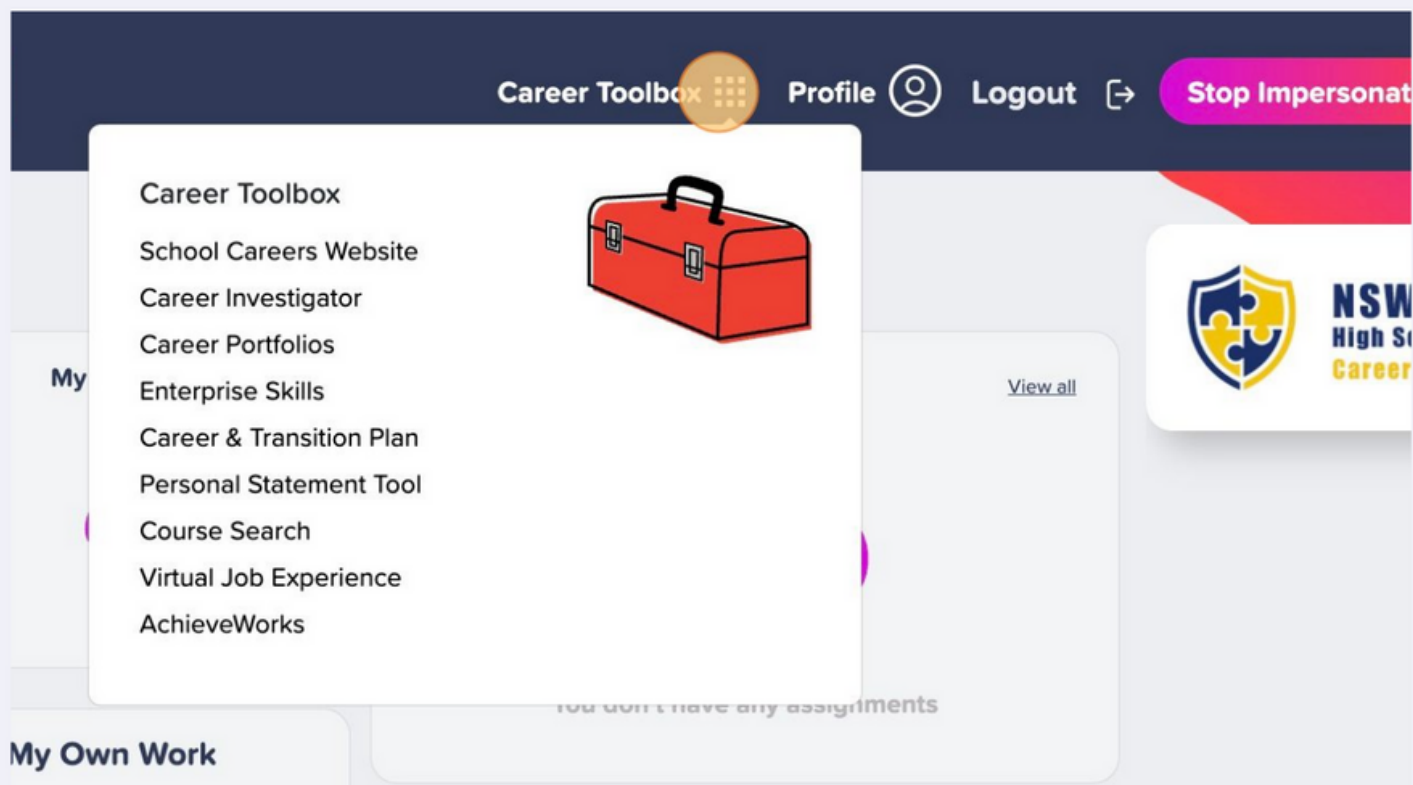 Career Toolbox
Profile
Logout
Stop Impersonat
Career Toolbox
School Careers Website
Career Investigator
Career Portfolios
Enterprise Skills
Career & Transition Plan
Personal Statement Tool
Course Search
Virtual Job Experience
AchieveWorks
My
View all
NSW
High
Career
You don't have any assignments
My Own Work